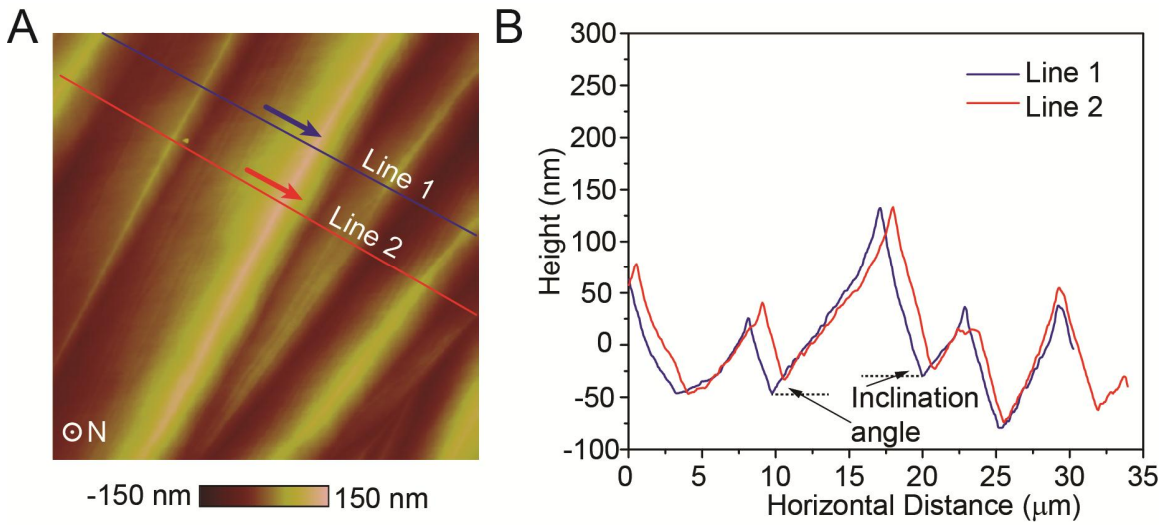 A
Line 1
Line 2
⊙N
-150 nm
150 nm
B
Height (nm)
300
250
200
150
100
50
0
-50
-100
Line 1
Line 2
Inclination
angle
0
5
10
15
20
25
30
35
Horizontal Distance (μm)